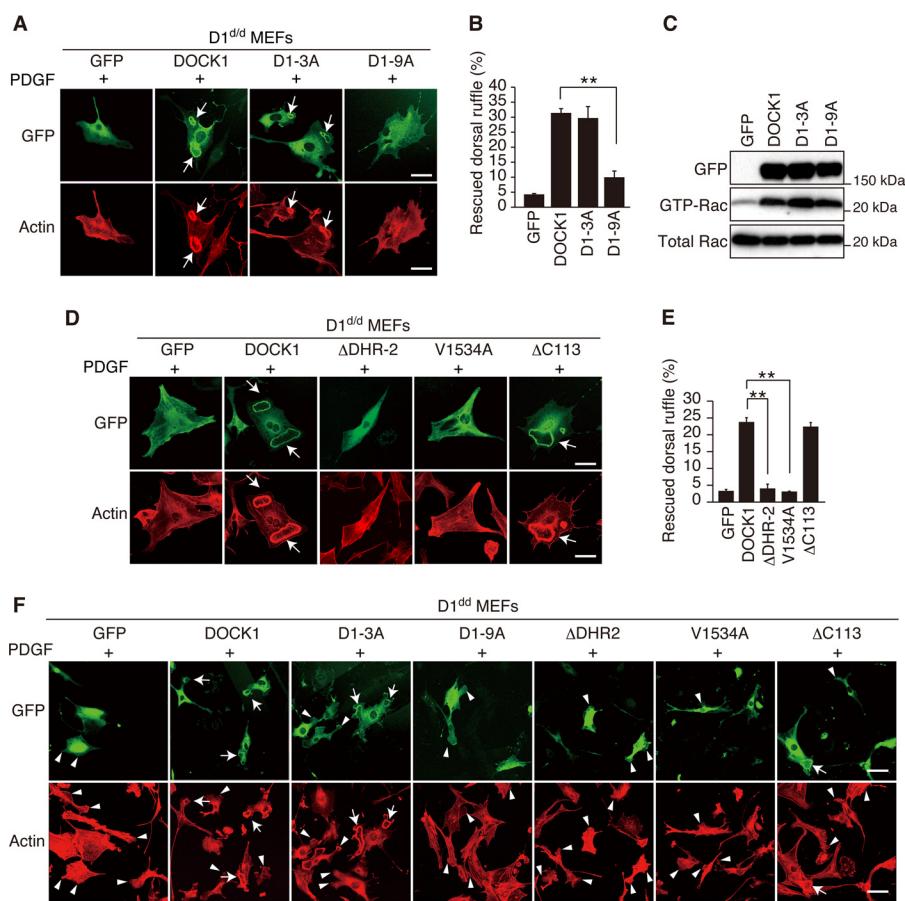 A
D1d/d MEFs
GFP DOCK1 D1-3A D1-9A
PDGF + + + +
GFP
Actin
B
Rescued dorsal ruffle (%)
40
35
30
25
20
15
10
5
0
**
GFP DOCK1 D1-3A D1-9A
C
GFP DOCK1 D1-3A D1-9A
GFP 150 kDa
GTP-Rac 20 kDa
Total Rac 20 kDa
D
D1d/d MEFs
GFP DOCK1 ΔDHR-2 V1534A ΔC113
PDGF + + + + +
GFP
Actin
E
Rescued dorsal ruffle (%)
30
25
20
15
10
5
0
**
**
GFP DOCK1 ΔDHR-2 V1534A ΔC113
F
D1dd MEFs
GFP DOCK1 D1-3A D1-9A ΔDHR2 V1534A ΔC113
PDGF + + + + + + +
GFP
Actin